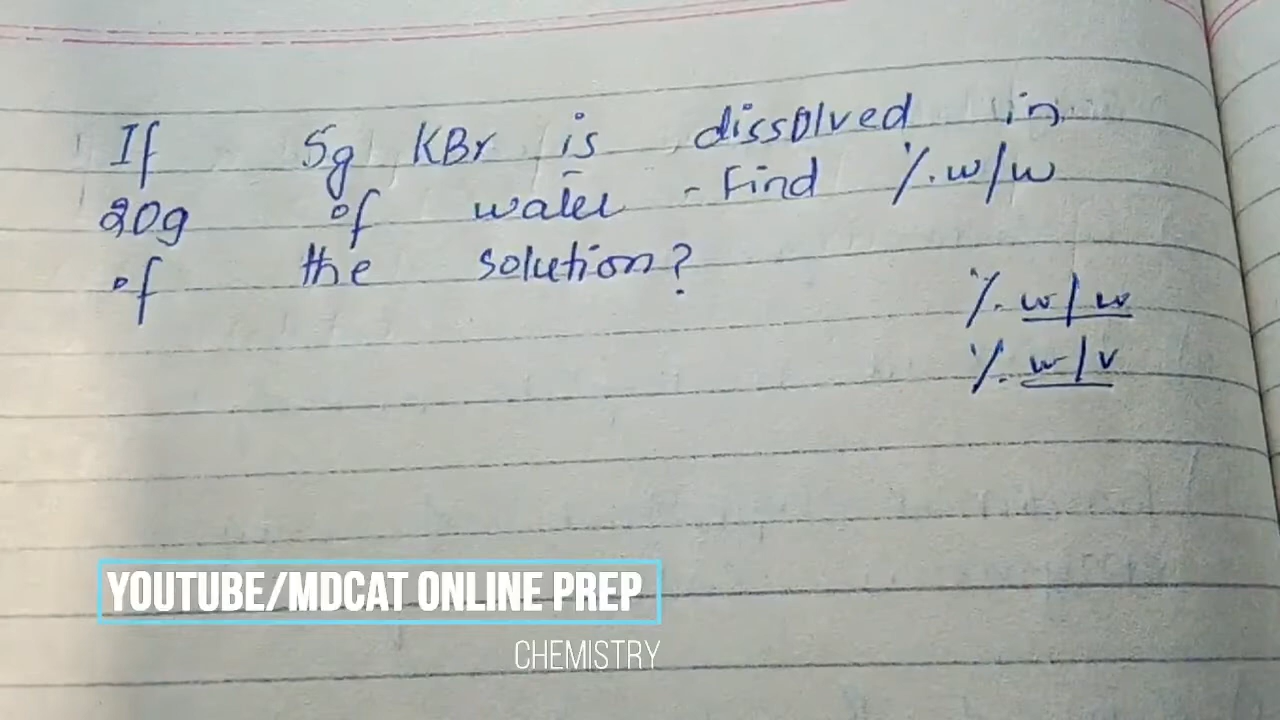 If 5g KBr is dissolved in
20g of water. Find %w/w
of the solution?
%w/w
%w/v
YOUTUBE/MDCAT ONLINE PREP
CHEMISTRY